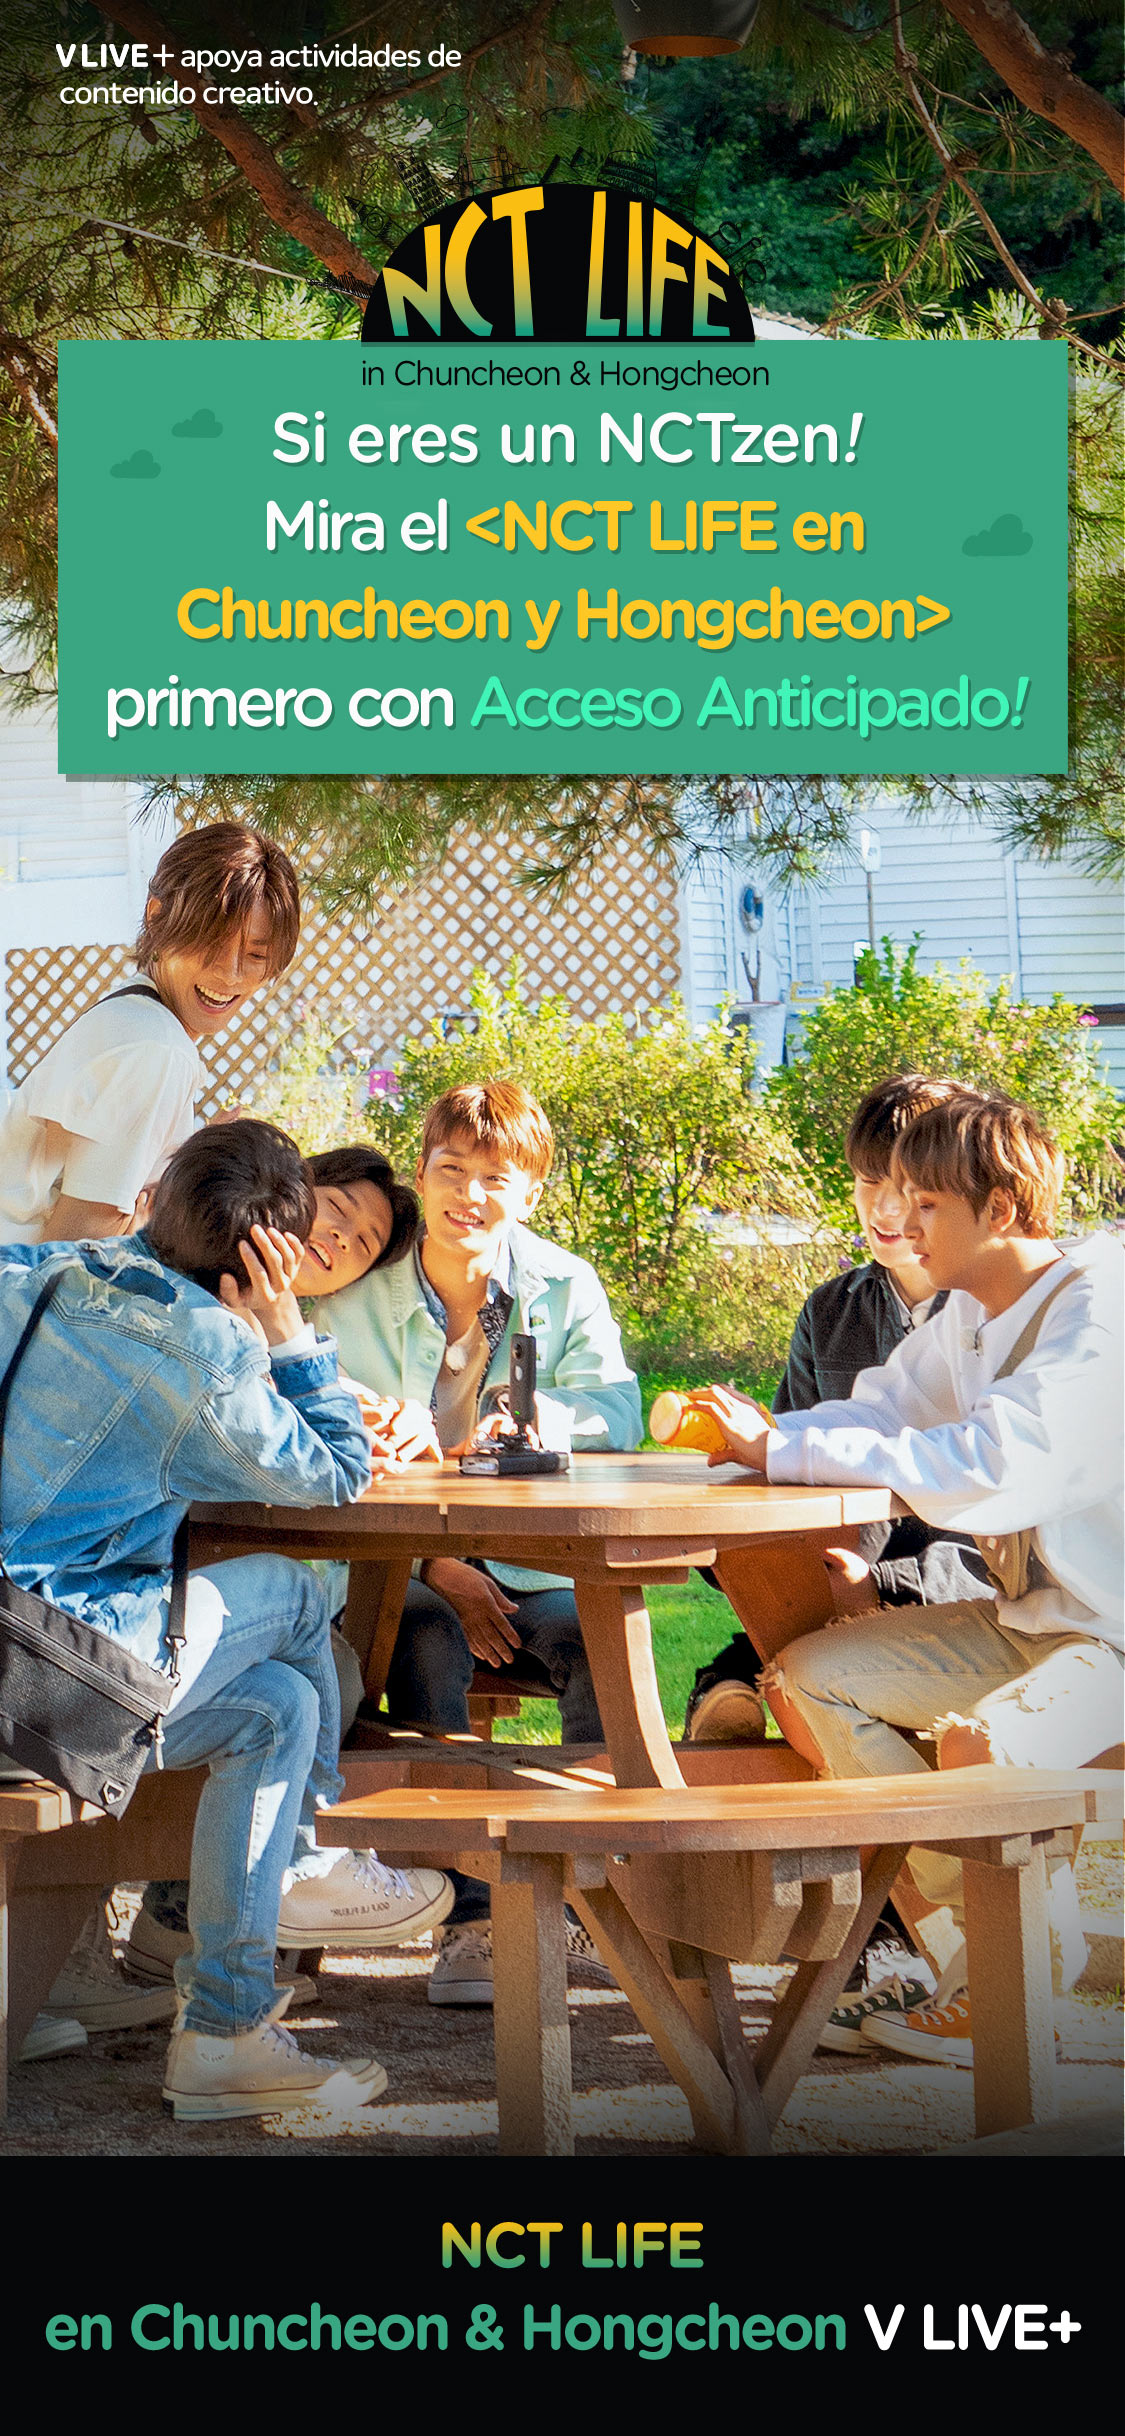 V LIVE+ apoya actividades de
contenido creativo.
NCT LIFE
in Chuncheon & Hongcheon
Si eres un NCTzen!
Mira el <NCT LIFE en
Chuncheon y Hongcheon>
primero con Acceso Anticipado!
NCT LIFE
en Chuncheon & Hongcheon V LIVE+